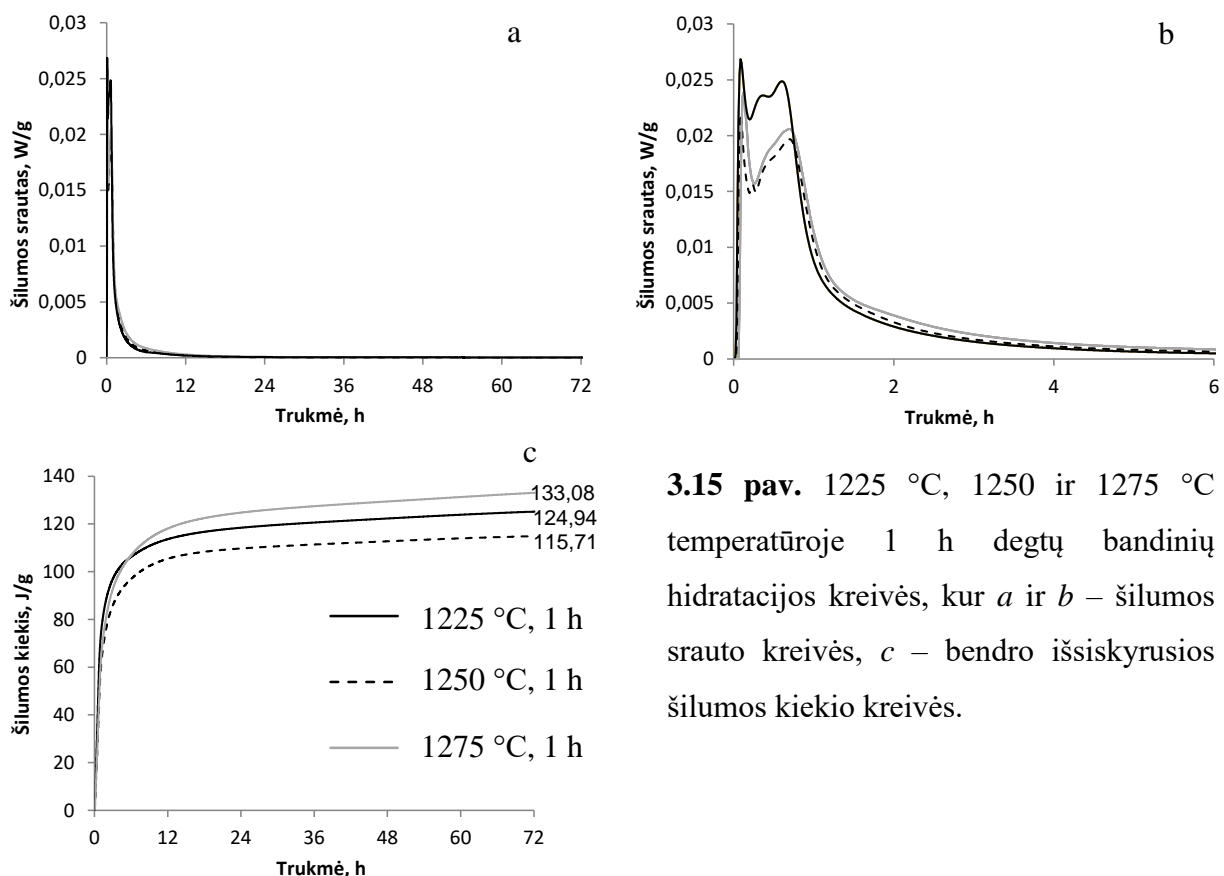 a
0,03
0,025
0,02
0,015
0,01
0,005
0
Šilumos srautas, W/g
0 12 24 36 48 60 72
Trukmė, h
b
0,03
0,025
0,02
0,015
0,01
0,005
0
Šilumos srautas, W/g
0 2 4 6
Trukmė, h
c
140
120
100
80
60
40
20
0
Šilumos kiekis, J/g
133,08
124,94
115,71
1225 °C, 1 h
1250 °C, 1 h
1275 °C, 1 h
0 12 24 36 48 60 72
Trukmė, h
3.15 pav. 1225 °C, 1250 ir 1275 °C
temperatūroje 1 h degtų bandinių
hidratacijos kreivės, kur a ir b – šilumos
srauto kreivės, c – bendro išsiskyrusios
šilumos kiekio kreivės.